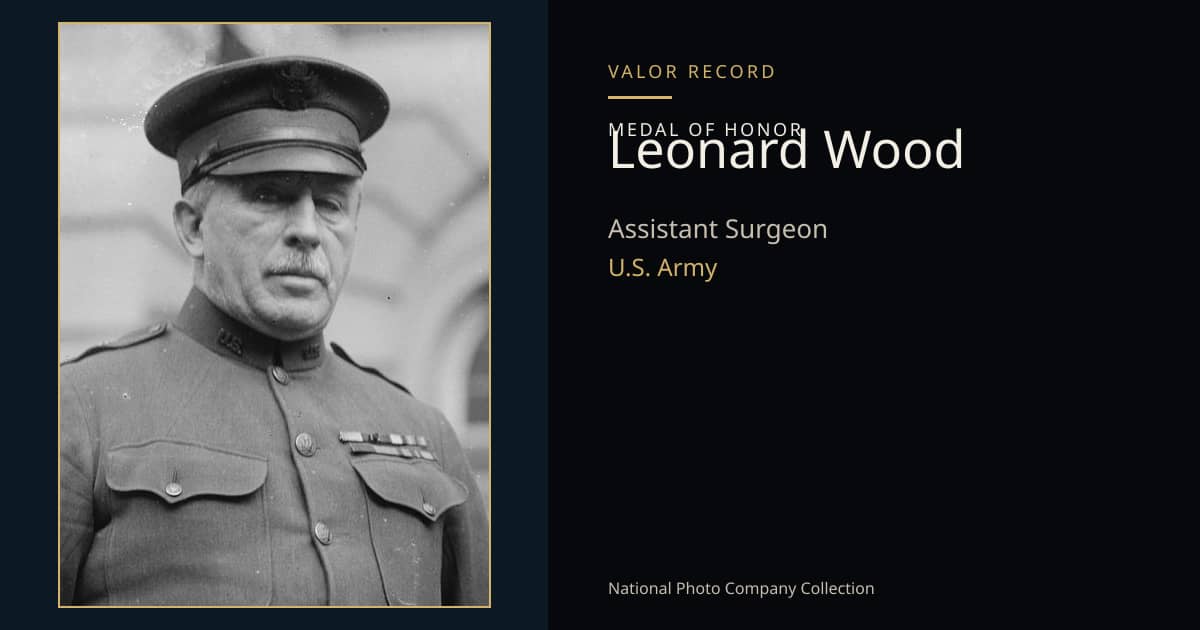 VALOR RECORD
MEDAL OF HONOR
Leonard Wood
Assistant Surgeon
U.S. Army
U.S.
National Photo Company Collection